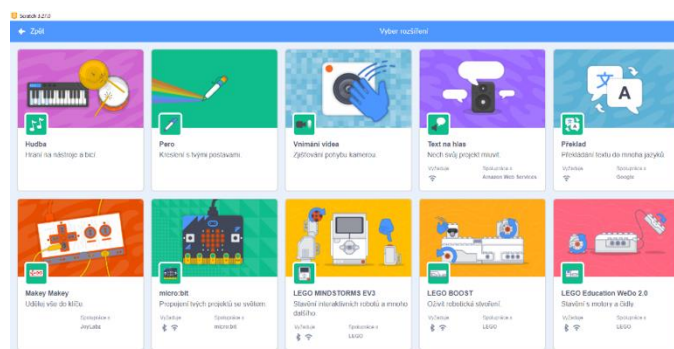 Scratch 3.27.0
Zpět
Výběr rozšíření
Hudba
Hraní na nástroje a bicí.
Pero
Kreslení s tvými postavami.
Vnímání videa
Zjišťování pohybu kamerou.
Text na hlas
Nech svůj projekt mluvit.
Vyžaduje
Spolupráce s
Amazon Web Services
Překlad
Překládání textu do mnoha jazyků.
Vyžaduje
Spolupráce s
Google
文
A
Makey Makey
Udělej vše do klíče.
Spolupráce s
JoyLabz
micro:bit
Propojení tvých projektů se světem.
Vyžaduje
Spolupráce s
micro:bit
LEGO MINDSTORMS EV3
Stavění interaktivních robotů a mnoho
dalšího.
Vyžaduje
Spolupráce s
LEGO
LEGO BOOST
Oživit robotická stvoření.
Vyžaduje
Spolupráce s
LEGO
LEGO Education WeDo 2.0
Stavění s motory a čidly.
Vyžaduje
Spolupráce s
LEGO